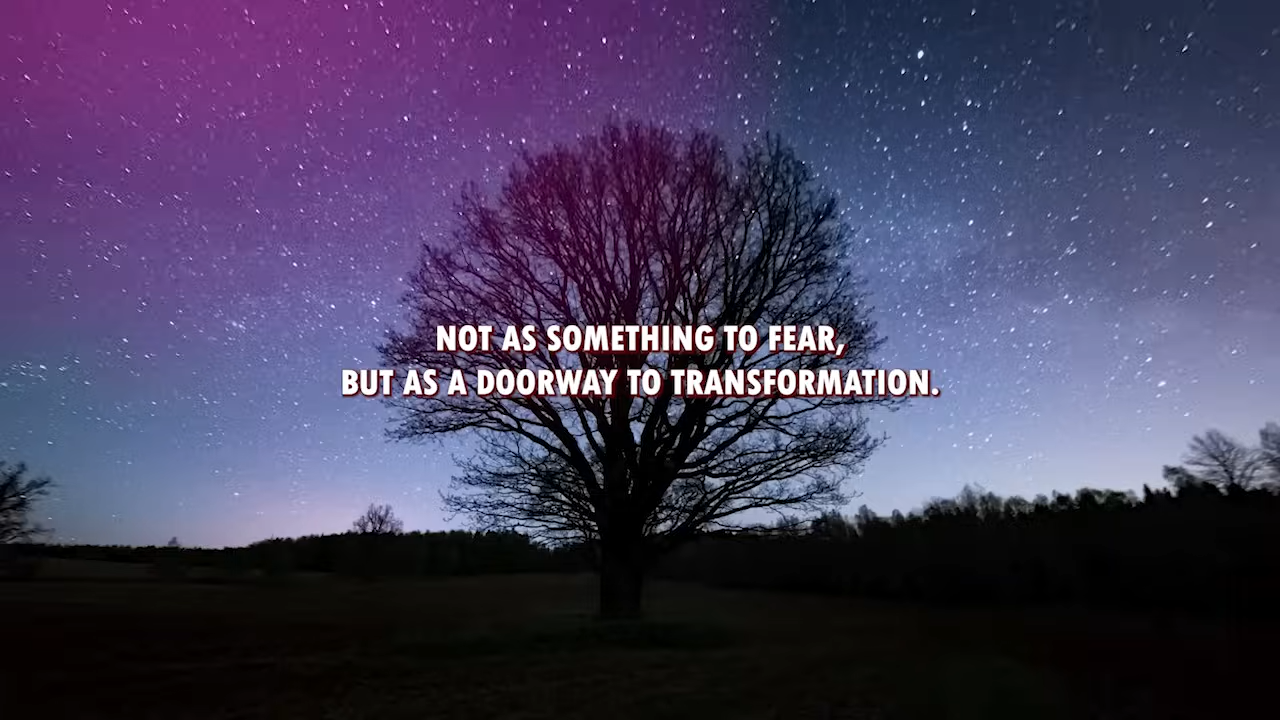 NOT AS SOMETHING TO FEAR,
BUT AS A DOORWAY TO TRANSFORMATION.